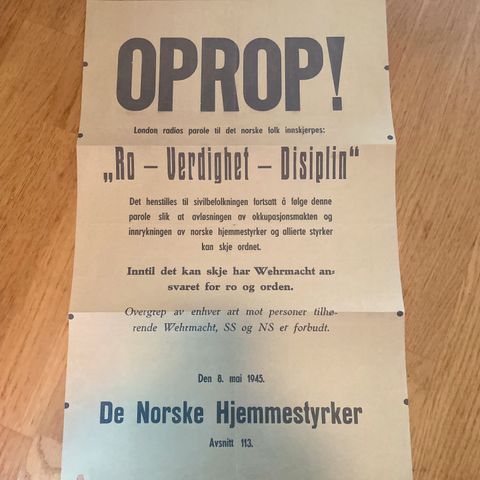 OPROP!
London radios parole til det norske folk innskjerpes:
„Ro – Verdighet – Disiplin“
Det henstilles til sivilbefolkningen fortsatt å følge denne
parole slik at avløsningen av okkupasjonsmakten og
innrykningen av norske hjemmestyrker og allierte styrker
kan skje ordnet.
Inntil det kan skje har Wehrmacht an-
svaret for ro og orden.
Overgrep av enhver art mot personer tilhø-
rende Wehrmacht, SS og NS er forbudt.
Den 8. mai 1945.
De Norske Hjemmestyrker
Avsnitt 113.